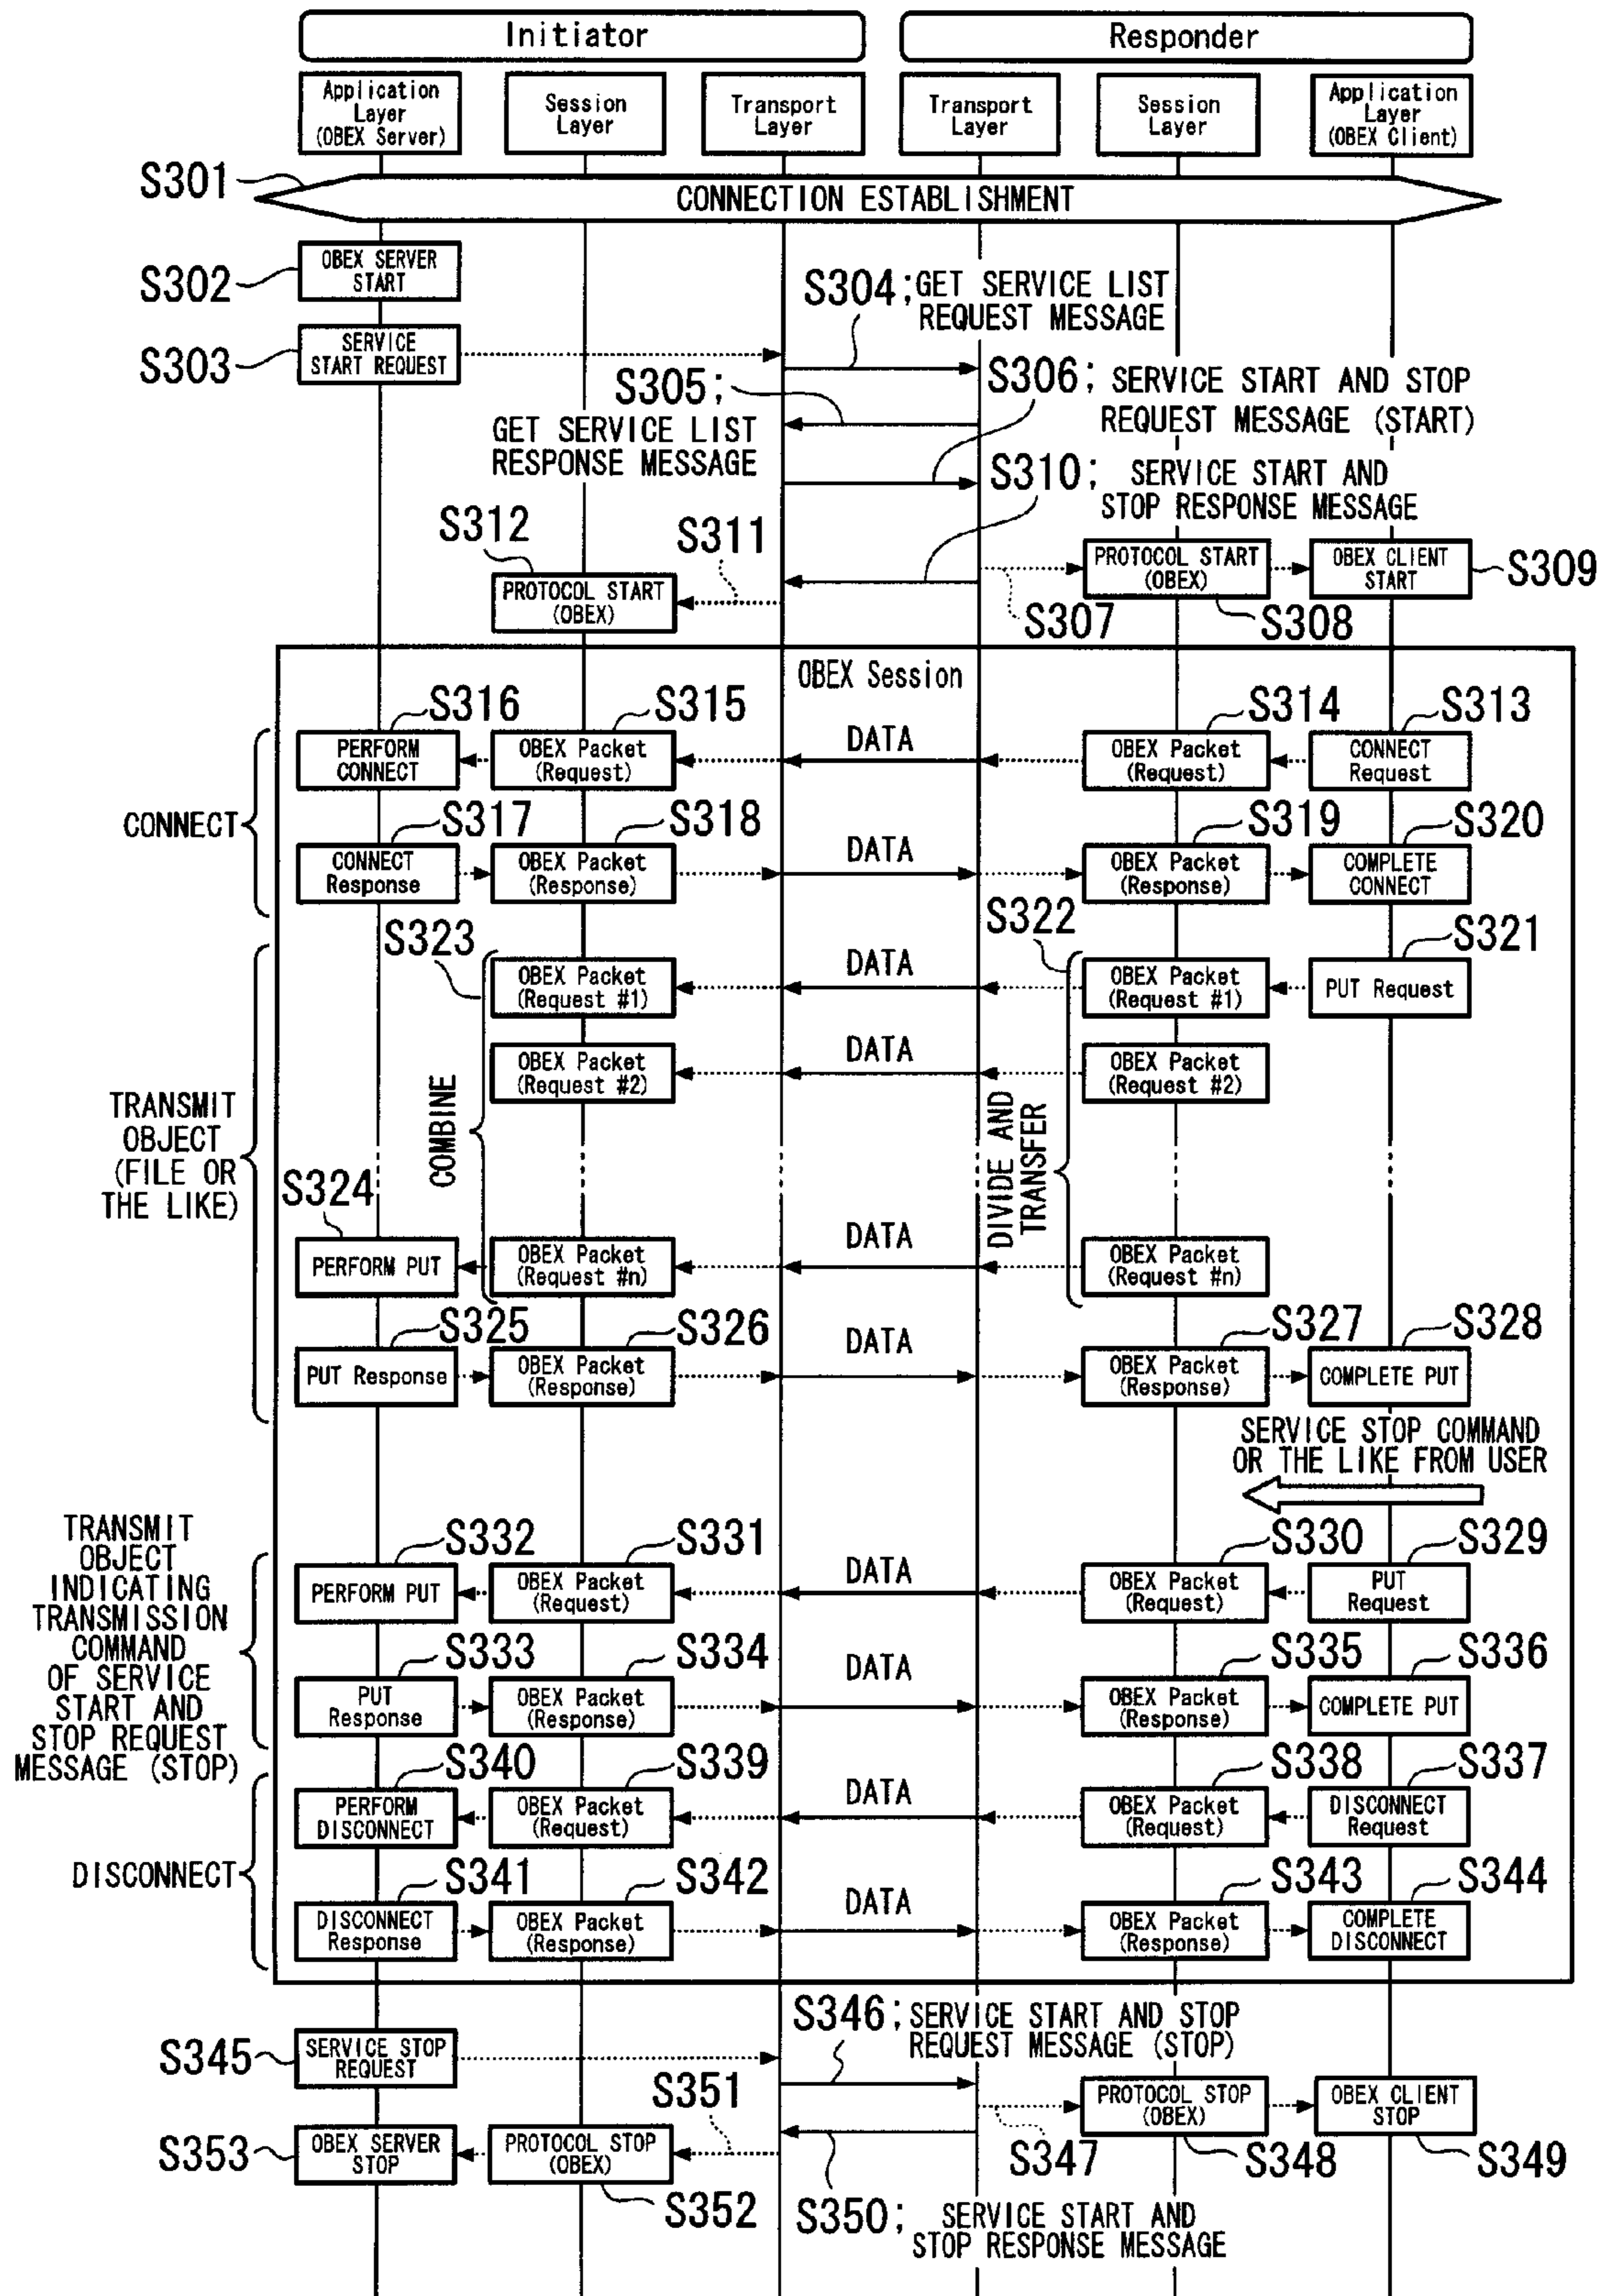 Initiator
Responder
Application
Layer
(OBEX Server)
Session
Layer
Transport
Layer
Transport
Layer
Session
Layer
Application
Layer
(OBEX Client)
S301
CONNECTION ESTABLISHMENT
S302
OBEX SERVER
START
S303
SERVICE
START REQUEST
S304;GET SERVICE LIST
REQUEST MESSAGE
S305;
GET SERVICE LIST
RESPONSE MESSAGE
S306; SERVICE START AND STOP
REQUEST MESSAGE (START)
S310; SERVICE START AND
STOP RESPONSE MESSAGE
S312
S311
PROTOCOL START
(OBEX)
PROTOCOL START
(OBEX)
OBEX CLIENT
START
S309
S307
S308
OBEX Session
S316
S315
S314
S313
PERFORM
CONNECT
OBEX Packet
(Request)
DATA
OBEX Packet
(Request)
CONNECT
Request
CONNECT
S317
S318
S319
S320
CONNECT
Response
OBEX Packet
(Response)
DATA
OBEX Packet
(Response)
COMPLETE
CONNECT
S323
S322
S321
OBEX Packet
(Request #1)
DATA
OBEX Packet
(Request #1)
PUT Request
OBEX Packet
(Request #2)
DATA
OBEX Packet
(Request #2)
TRANSMIT
OBJECT
(FILE OR
THE LIKE)
COMBINE
DIVIDE AND
TRANSFER
S324
PERFORM PUT
OBEX Packet
(Request #n)
DATA
OBEX Packet
(Request #n)
S325
S326
S327
S328
PUT Response
OBEX Packet
(Response)
DATA
OBEX Packet
(Response)
COMPLETE PUT
SERVICE STOP COMMAND
OR THE LIKE FROM USER
TRANSMIT
OBJECT
INDICATING
TRANSMISSION
COMMAND
OF SERVICE
START AND
STOP REQUEST
MESSAGE (STOP)
S332
S331
S330
S329
PERFORM PUT
OBEX Packet
(Request)
DATA
OBEX Packet
(Request)
PUT
Request
S333
S334
S335
S336
PUT
Response
OBEX Packet
(Response)
DATA
OBEX Packet
(Response)
COMPLETE PUT
S340
S339
S338
S337
PERFORM
DISCONNECT
OBEX Packet
(Request)
DATA
OBEX Packet
(Request)
DISCONNECT
Request
DISCONNECT
S341
S342
S343
S344
DISCONNECT
Response
OBEX Packet
(Response)
DATA
OBEX Packet
(Response)
COMPLETE
DISCONNECT
S345
SERVICE STOP
REQUEST
S346;SERVICE START AND STOP
REQUEST MESSAGE (STOP)
S351
PROTOCOL STOP
(OBEX)
OBEX CLIENT
STOP
S353
OBEX SERVER
STOP
PROTOCOL STOP
(OBEX)
S347
S348
S349
S352
S350; SERVICE START AND
STOP RESPONSE MESSAGE